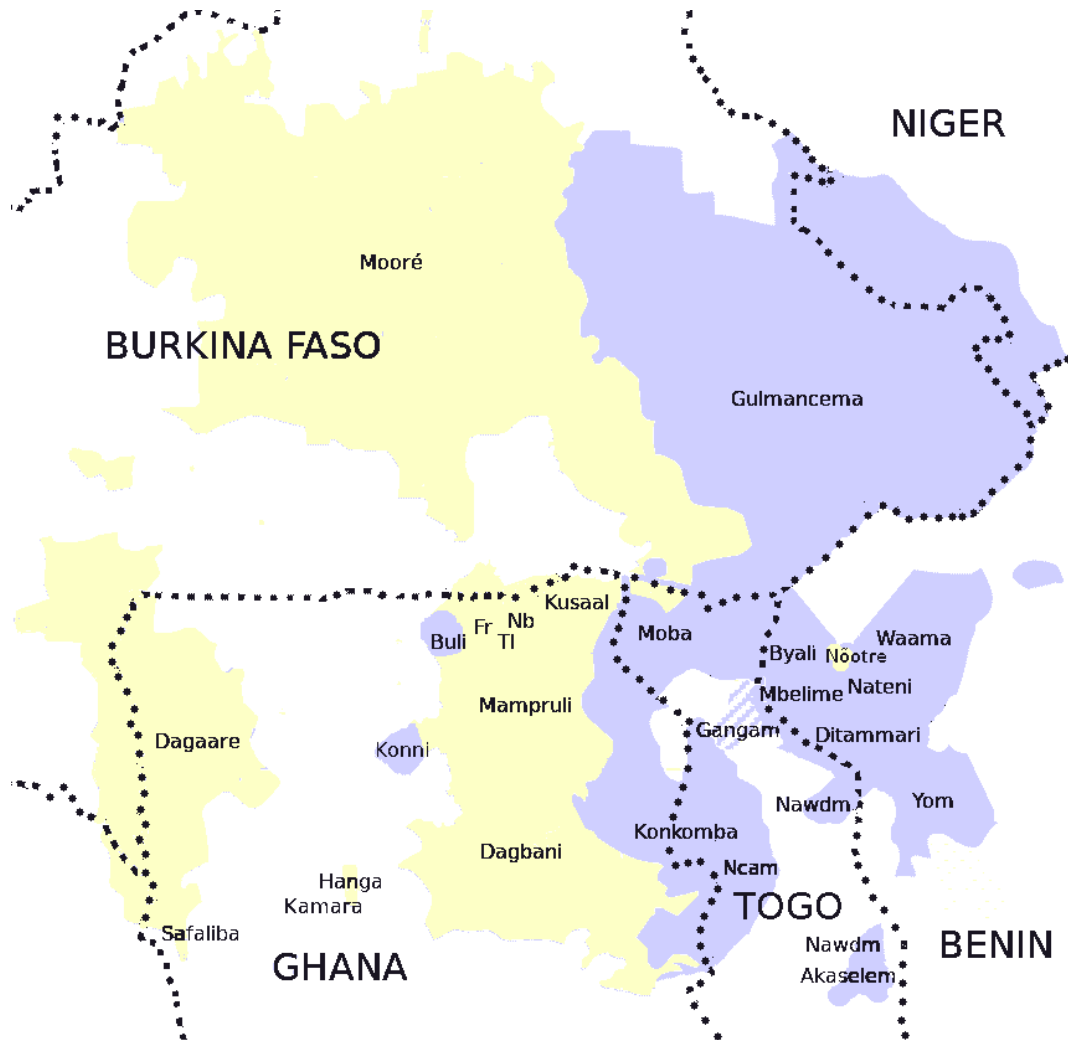 NIGER
Mooré
BURKINA FASO
Gulmancema
Kusaal
Nb
Fr
Tl
Buli
Moba
Waama
Byali
Nõotre
Nateni
Mbelime
Mampruli
Gangam
Ditammari
Dagaare
Konni
Nawdm
Yom
Konkomba
Dagbani
Ncam
Hanga
Kamara
TOGO
Safaliba
Nawdm
BENIN
GHANA
Akaselem